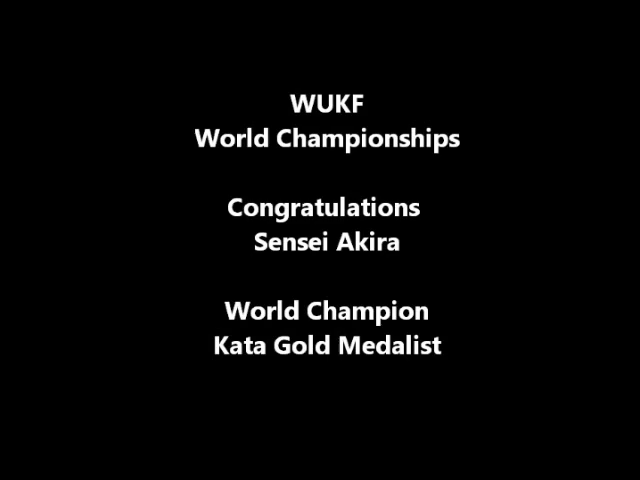 WUKF
World Championships
Congratulations
Sensei Akira
World Champion
Kata Gold Medalist